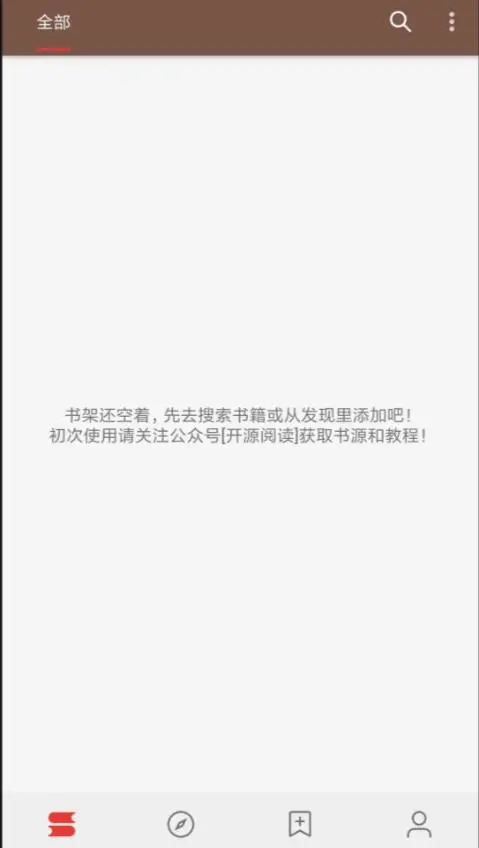 全部
书架还空着，先去搜索书籍或从发现里添加吧！
初次使用请关注公众号[开源阅读]获取书源和教程！